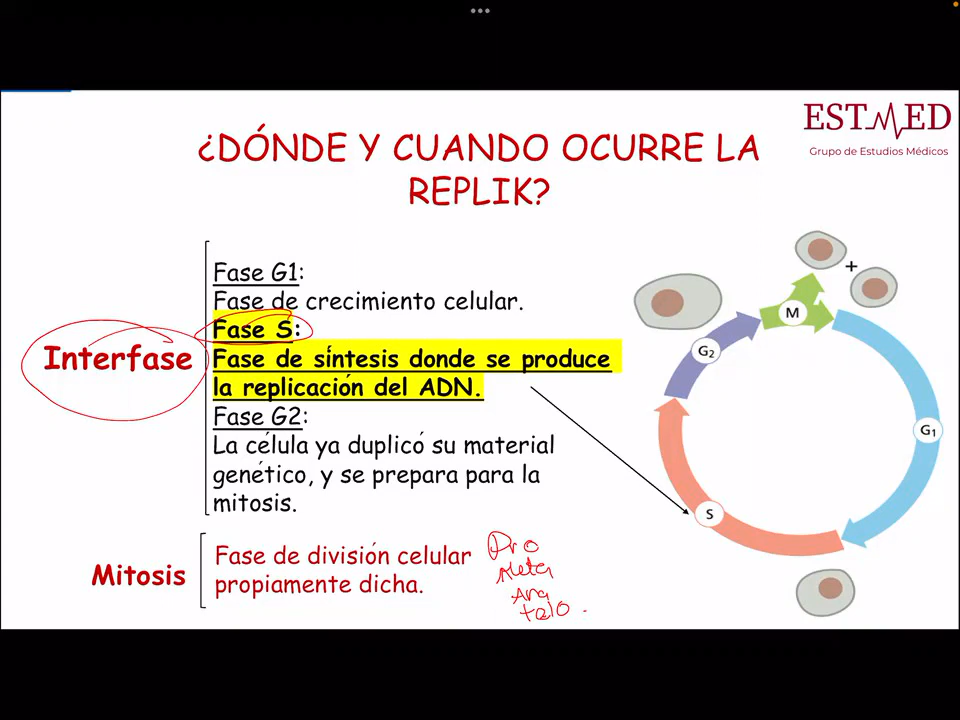 ESTMED
Grupo de Estudios Médicos
¿DÓNDE Y CUANDO OCURRE LA
REPLIK?
Interfase
Fase G1:
Fase de crecimiento celular.
Fase S:
Fase de síntesis donde se produce
la replicación del ADN.
Fase G2:
La célula ya duplicó su material
genético, y se prepara para la
mitosis.
Mitosis
Fase de división celular
propiamente dicha.
Pro
Meta
Ana
telo.
+
M
G2
G1
S